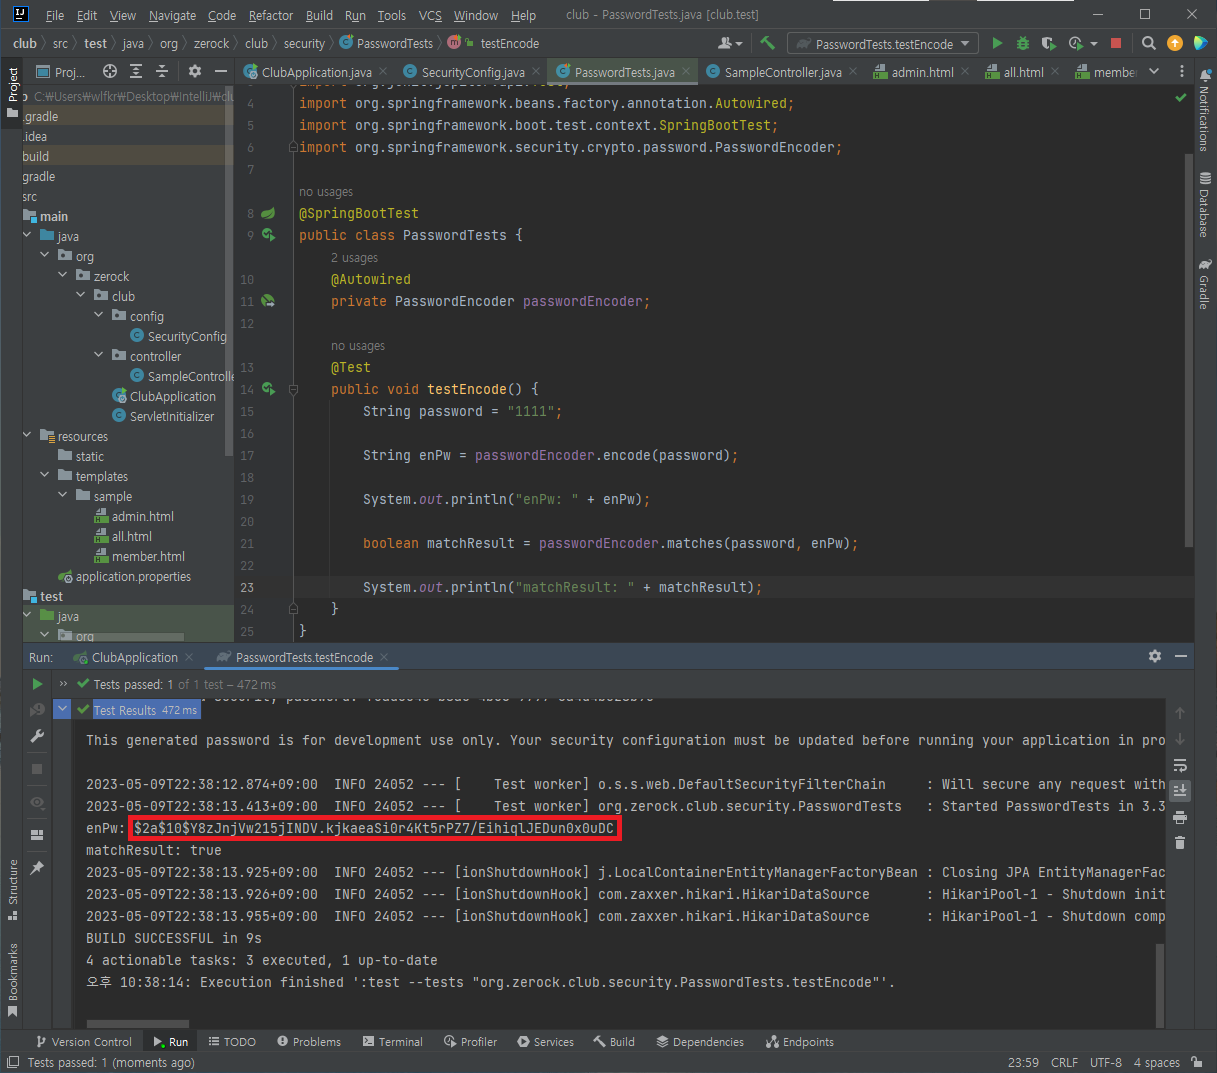 File Edit View Navigate Code Refactor Build Run Tools VCS Window Help club - PasswordTests.java [club.test]
club src test java org zerock club security PasswordTests testEncode PasswordTests.testEncode
Project
Proj...
ClubApplication.java SecurityConfig.java PasswordTests.java SampleController.java admin.html all.html member
C:₩Users₩wlfkr₩Desktop₩IntelliJ₩clu
.gradle
.idea
build
gradle
src
main
java
org
zerock
club
config
SecurityConfig
controller
SampleControlle
ClubApplication
ServletInitializer
resources
static
templates
sample
admin.html
all.html
member.html
application.properties
test
java
org
4 import org.springframework.beans.factory.annotation.Autowired;
5 import org.springframework.boot.test.context.SpringBootTest;
6 import org.springframework.security.crypto.password.PasswordEncoder;
7
no usages
8 @SpringBootTest
9 public class PasswordTests {
2 usages
10 @Autowired
11 private PasswordEncoder passwordEncoder;
12
no usages
13 @Test
14 public void testEncode() {
15 String password = "1111";
16
17 String enPw = passwordEncoder.encode(password);
18
19 System.out.println("enPw: " + enPw);
20
21 boolean matchResult = passwordEncoder.matches(password, enPw);
22
23 System.out.println("matchResult: " + matchResult);
24 }
25 }
Notifications
Database
Gradle
Run: ClubApplication PasswordTests.testEncode
Tests passed: 1 of 1 test – 472 ms
Test Results 472 ms
This generated password is for development use only. Your security configuration must be updated before running your application in pro
2023-05-09T22:38:12.874+09:00 INFO 24052 --- [ Test worker] o.s.s.web.DefaultSecurityFilterChain : Will secure any request with
2023-05-09T22:38:13.413+09:00 INFO 24052 --- [ Test worker] org.zerock.club.security.PasswordTests : Started PasswordTests in 3.3
enPw: $2a$10$Y8zJnjVw215jINDV.kjkaeaSi0r4Kt5rPZ7/EihiqlJEDun0x0uDC
matchResult: true
2023-05-09T22:38:13.925+09:00 INFO 24052 --- [ionShutdownHook] j.LocalContainerEntityManagerFactoryBean : Closing JPA EntityManagerFac
2023-05-09T22:38:13.926+09:00 INFO 24052 --- [ionShutdownHook] com.zaxxer.hikari.HikariDataSource : HikariPool-1 - Shutdown init
2023-05-09T22:38:13.955+09:00 INFO 24052 --- [ionShutdownHook] com.zaxxer.hikari.HikariDataSource : HikariPool-1 - Shutdown comp
BUILD SUCCESSFUL in 9s
4 actionable tasks: 3 executed, 1 up-to-date
오후 10:38:14: Execution finished ':test --tests "org.zerock.club.security.PasswordTests.testEncode"'.
Structure
Bookmarks
Version Control Run TODO Problems Terminal Profiler Services Build Dependencies Endpoints
Tests passed: 1 (moments ago) 23:59 CRLF UTF-8 4 spaces